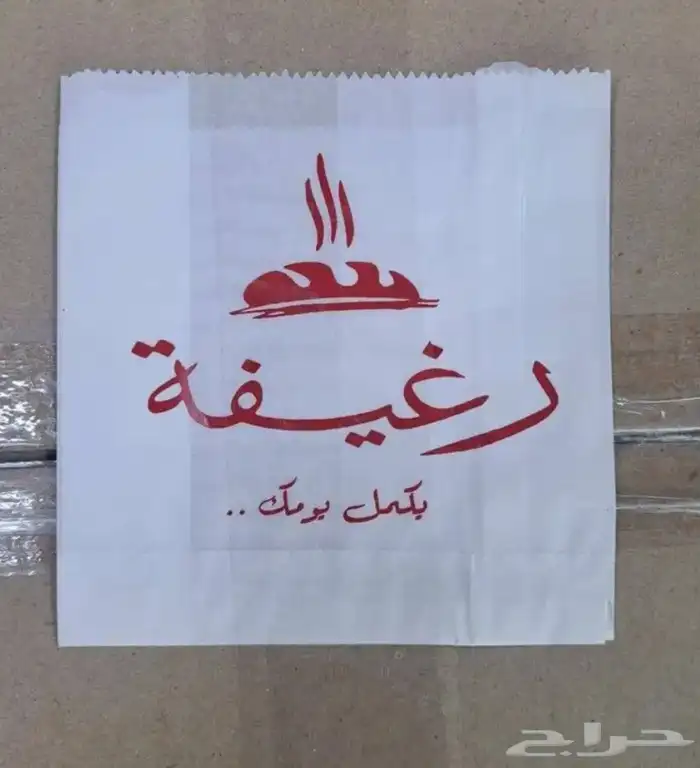 رغيفة
يكمل يومك ..
حراج